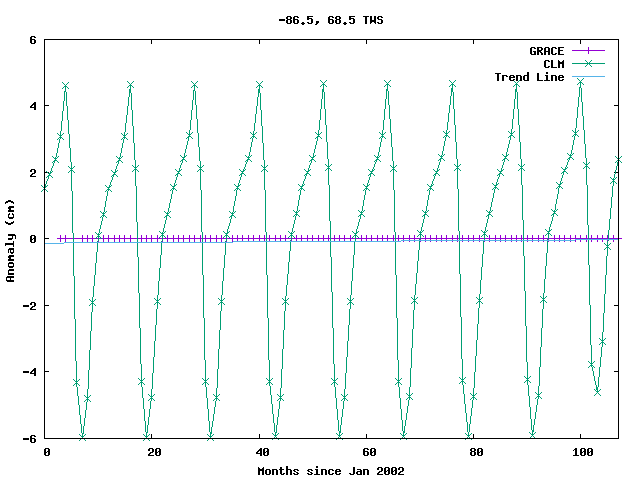 -86.5, 68.5 TWS
GRACE
CLM
Trend Line
6
4
2
0
-2
-4
-6
Anomaly (cm)
0 20 40 60 80 100
Months since Jan 2002